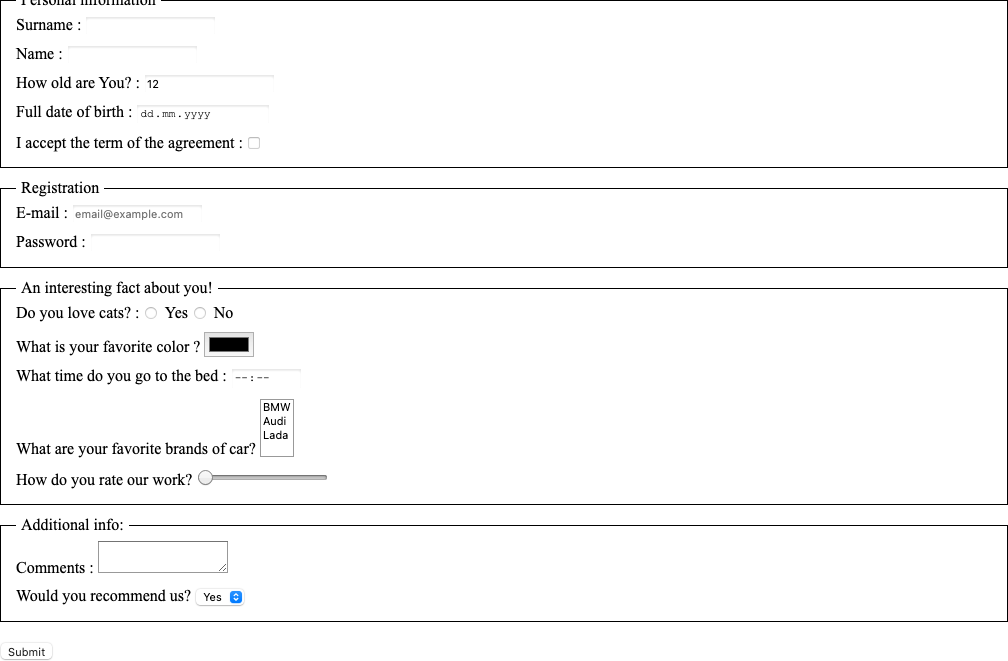 Personal information
Surname :
Name :
How old are You? : 12
Full date of birth : dd.mm.yyyy
I accept the term of the agreement :
Registration
E-mail : email@example.com
Password :
An interesting fact about you!
Do you love cats? : Yes No
What is your favorite color ?
What time do you go to the bed : --:--
BMW
Audi
Lada
What are your favorite brands of car?
How do you rate our work?
Additional info:
Comments :
Would you recommend us? Yes
Submit